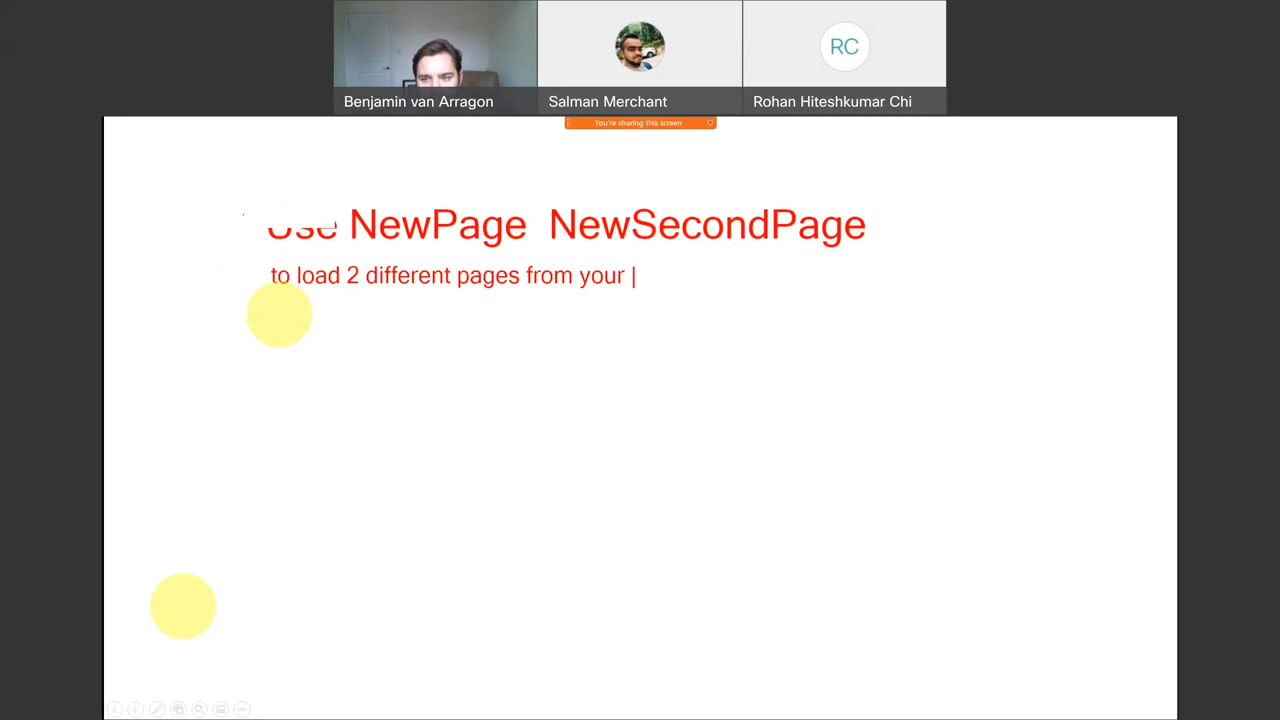 Benjamin van Arragon
Salman Merchant
RC
Rohan Hiteshkumar Chi
You're sharing this screen
Use NewPage NewSecondPage
to load 2 different pages from your |